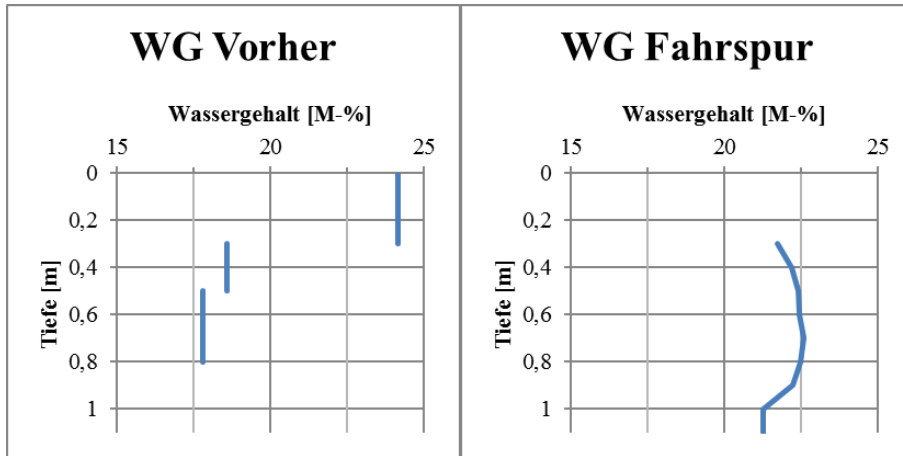 WG Vorher
Wassergehalt [M-%]
15 20 25
0
0,2
0,4
0,6
0,8
1
Tiefe [m]
WG Fahrspur
Wassergehalt [M-%]
15 20 25
0
0,2
0,4
0,6
0,8
1
Tiefe [m]